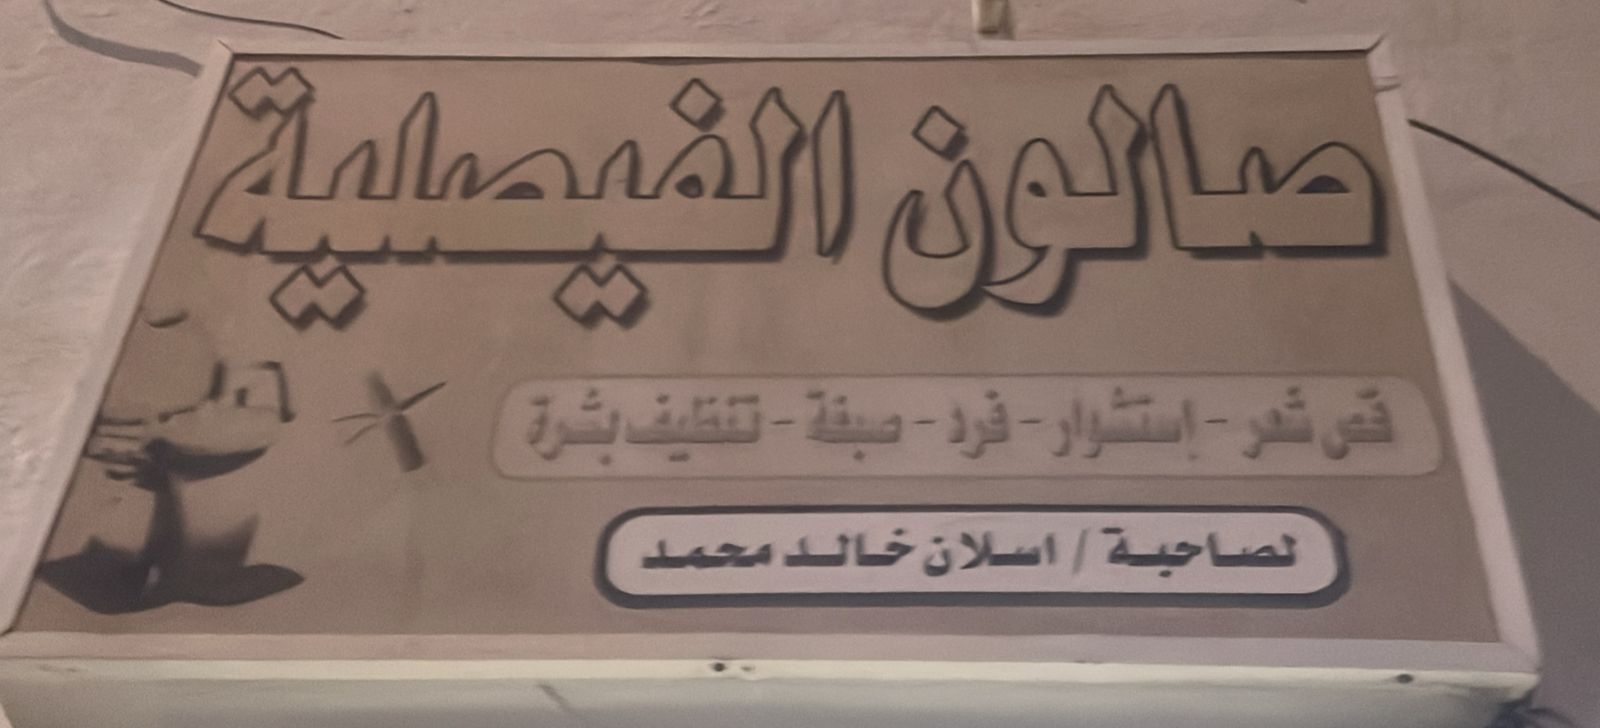 صالون الفيصلية
قص شعر - إستشوار - فرد - صبغة - تنظيف بشرة
لصاحبة / اسلان خالد محمد